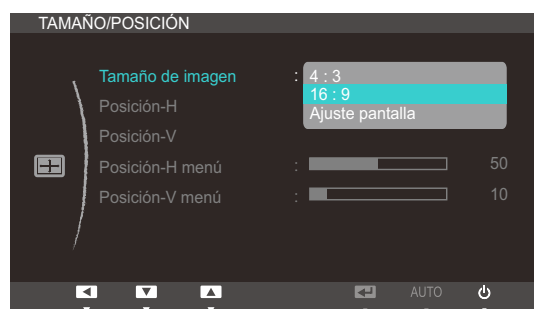 TAMAÑO/POSICIÓN
Tamaño de imagen : 4 : 3
16 : 9
Ajuste pantalla
Posición-H
Posición-V
Posición-H menú : 50
Posición-V menú : 10
AUTO